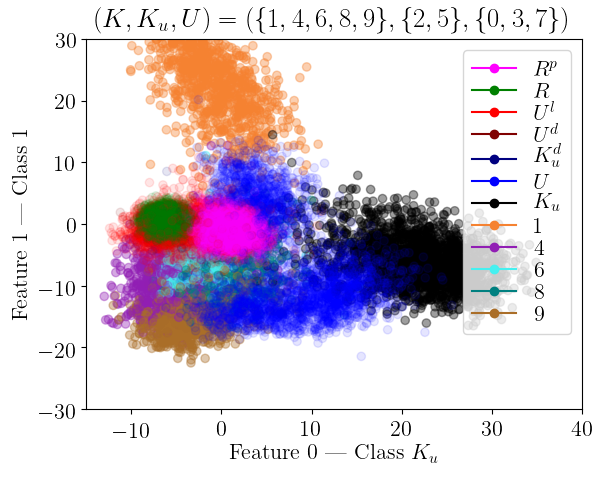 (K, K_u, U) = ({1, 4, 6, 8, 9}, {2, 5}, {0, 3, 7})
30
20
10
0
−10
−20
−30
Feature 1 — Class 1
R^p
R
U^l
U^d
K_u^d
U
K_u
1
4
6
8
9
−10
0
10
20
30
40
Feature 0 — Class K_u